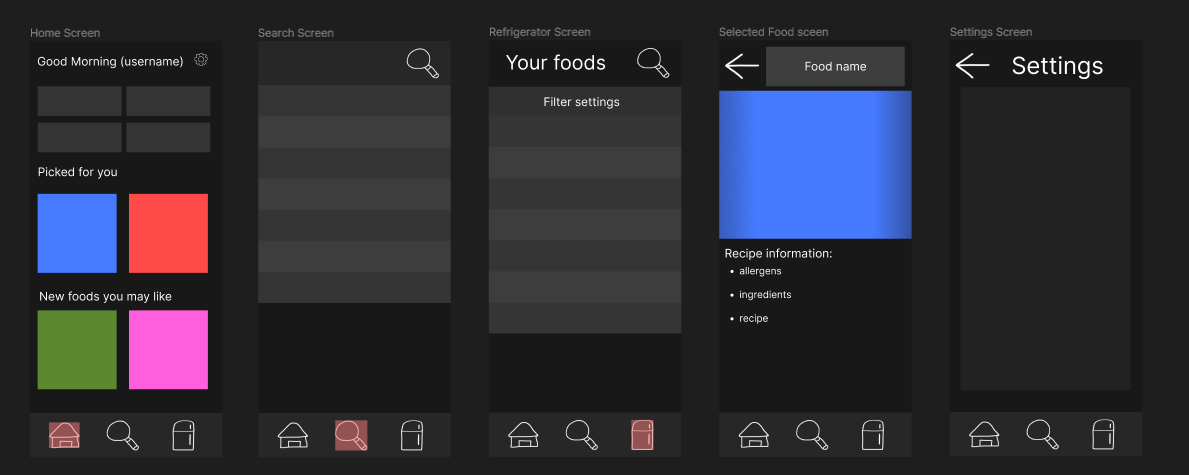 Home Screen
Good Morning (username)
Picked for you
New foods you may like
Search Screen
Refrigerator Screen
Your foods
Filter settings
Selected Food sceen
Food name
Recipe information:
• allergens
• ingredients
• recipe
Settings Screen
Settings